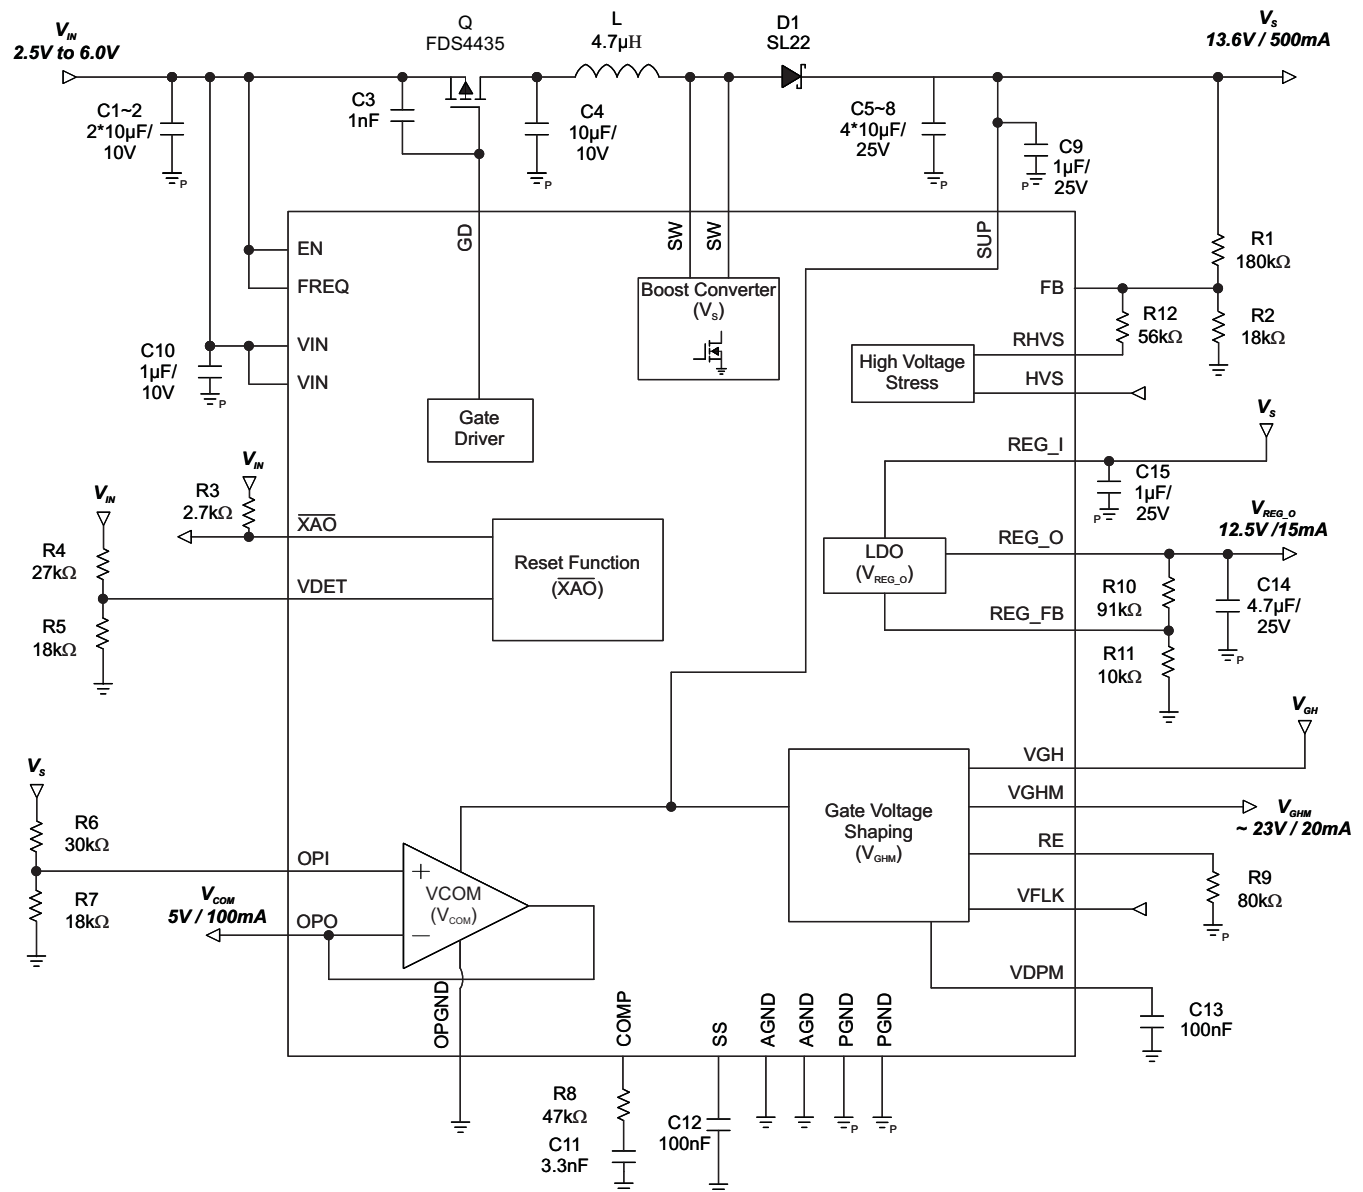 V_IN
2.5V to 6.0V
Q
FDS4435
L
4.7µH
D1
SL22
V_S
13.6V / 500mA
C1~2
2*10µF/
10V
P
C3
1nF
C4
10µF/
10V
P
C5~8
4*10µF/
25V
P
C9
1µF/
25V
P
GD
SW
SW
SUP
EN
FREQ
VIN
VIN
C10
1µF/
10V
P
Boost Converter
(V_S)
Gate
Driver
FB
R1
180kΩ
R12
56kΩ
R2
18kΩ
RHVS
HVS
High Voltage
Stress
V_S
REG_I
C15
1µF/
25V
P
V_IN
R3
2.7kΩ
XAO
V_IN
R4
27kΩ
VDET
R5
18kΩ
Reset Function
(XAO)
LDO
(V_REG_O)
REG_O
V_REG_O
12.5V /15mA
R10
91kΩ
C14
4.7µF/
25V
P
REG_FB
R11
10kΩ
V_GH
VGH
VGHM
V_GHM
~ 23V / 20mA
RE
R9
80kΩ
P
VFLK
VDPM
C13
100nF
Gate Voltage
Shaping
(V_GHM)
V_S
R6
30kΩ
OPI
R7
18kΩ
V_COM
5V / 100mA
OPO
+
VCOM
(V_COM)
−
OPGND
COMP
SS
AGND
AGND
PGND
PGND
R8
47kΩ
C11
3.3nF
C12
100nF
P
P